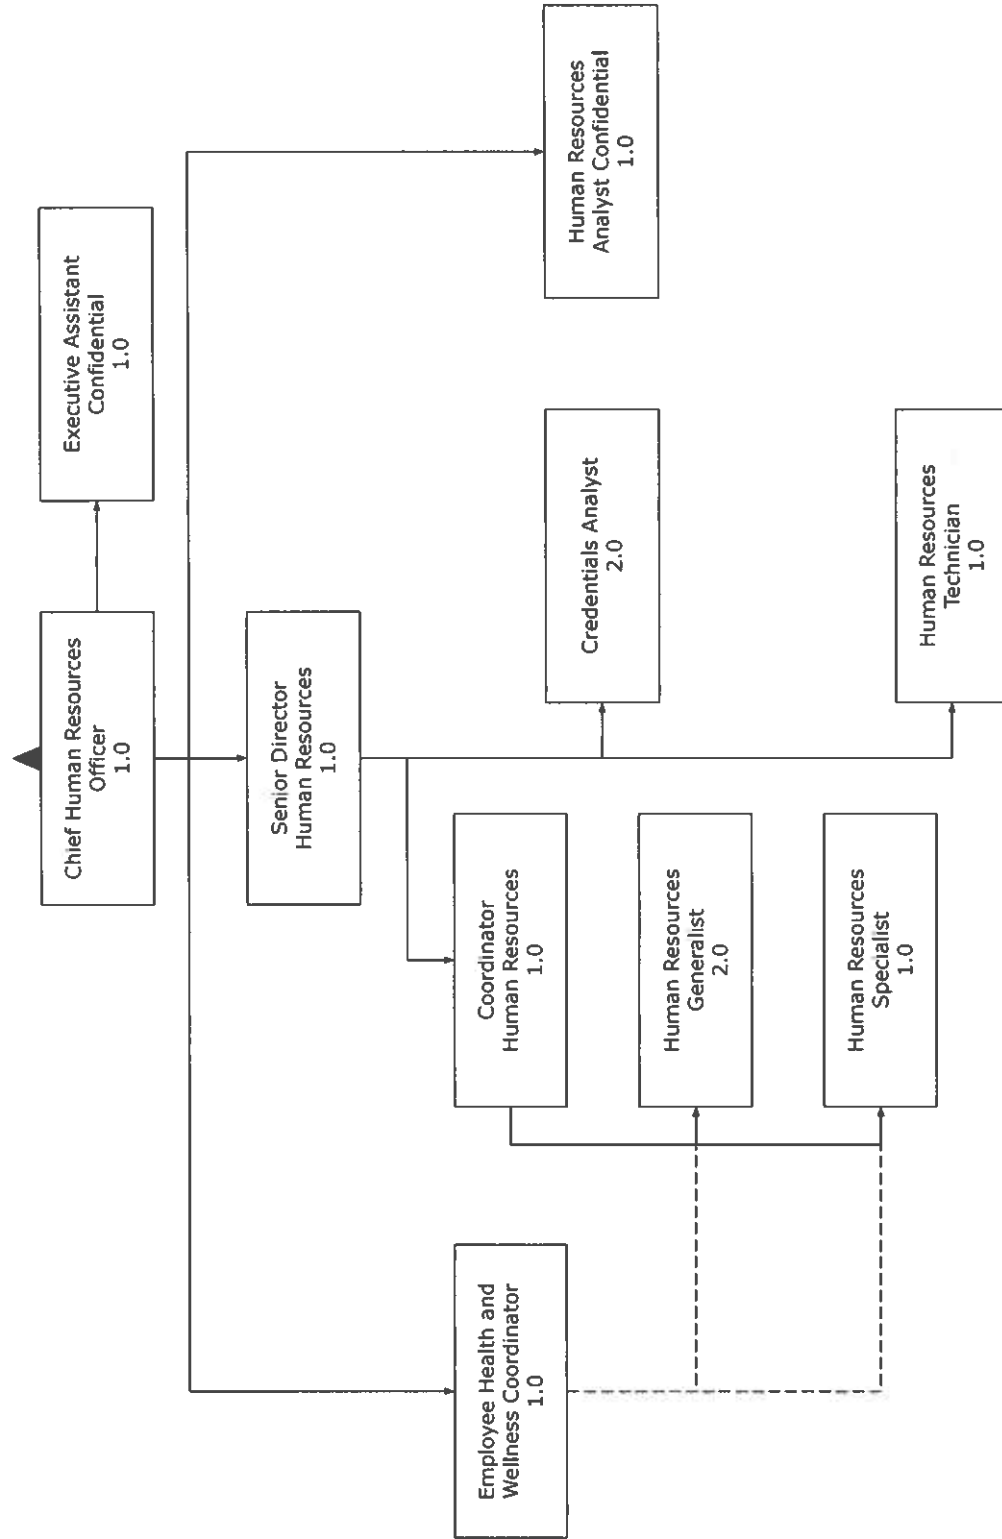 Chief Human Resources
Officer
1.0
Executive Assistant
Confidential
1.0
Senior Director
Human Resources
1.0
Employee Health and
Wellness Coordinator
1.0
Coordinator
Human Resources
1.0
Human Resources
Generalist
2.0
Human Resources
Specialist
1.0
Credentials Analyst
2.0
Human Resources
Technician
1.0
Human Resources
Analyst Confidential
1.0